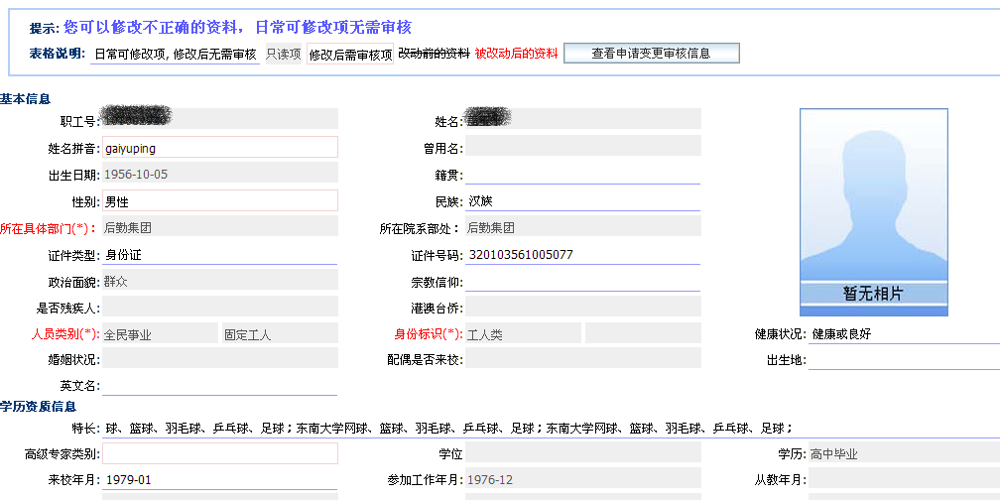 提示: 您可以修改不正确的资料，日常可修改项无需审核
表格说明: 日常可修改项, 修改后无需审核 只读项 修改后需审核项 改动前的资料 被改动后的资料 查看申请变更审核信息
基本信息
职工号: 姓名:
姓名拼音: gaiyuping 曾用名:
出生日期: 1956-10-05 籍贯:
性别: 男性 民族: 汉族
所在具体部门(*)： 后勤集团 所在院系部处： 后勤集团
证件类型: 身份证 证件号码: 320103561005077
政治面貌: 群众 宗教信仰:
暂无相片
是否残疾人: 港澳台侨:
人员类别(*): 全民事业 固定工人 身份标识(*): 工人类 健康状况: 健康或良好
婚姻状况: 配偶是否来校: 出生地:
英文名:
学历资质信息
特长: 球、篮球、羽毛球、乒乓球、足球；东南大学网球、篮球、羽毛球、乒乓球、足球；东南大学网球、篮球、羽毛球、乒乓球、足球；
高级专家类别: 学位 学历: 高中毕业
来校年月: 1979-01 参加工作年月: 1976-12 从教年月: